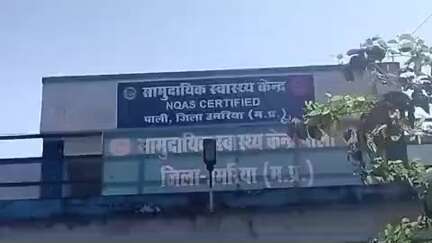 सामुदायिक स्वास्थ्य केन्द्र
NQAS CERTIFIED
पाली, जिला उमरिया (म.प्र.)
सामुदायिक स्वास्थ्य केन्द्र पाली
जिला-उमरिया (म.प्र.)